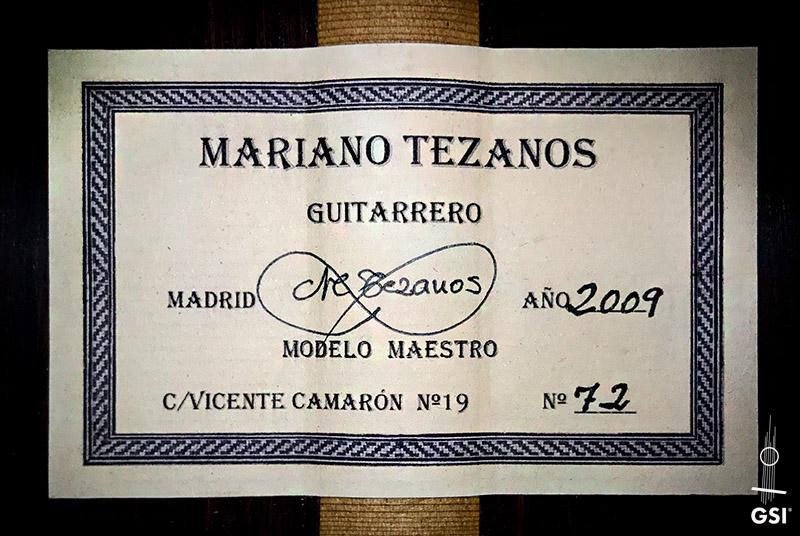 MARIANO TEZANOS
GUITARRERO
MADRID M Tezanos AÑO 2009
MODELO MAESTRO
C/VICENTE CAMARÓN Nº19 Nº 72
GSI